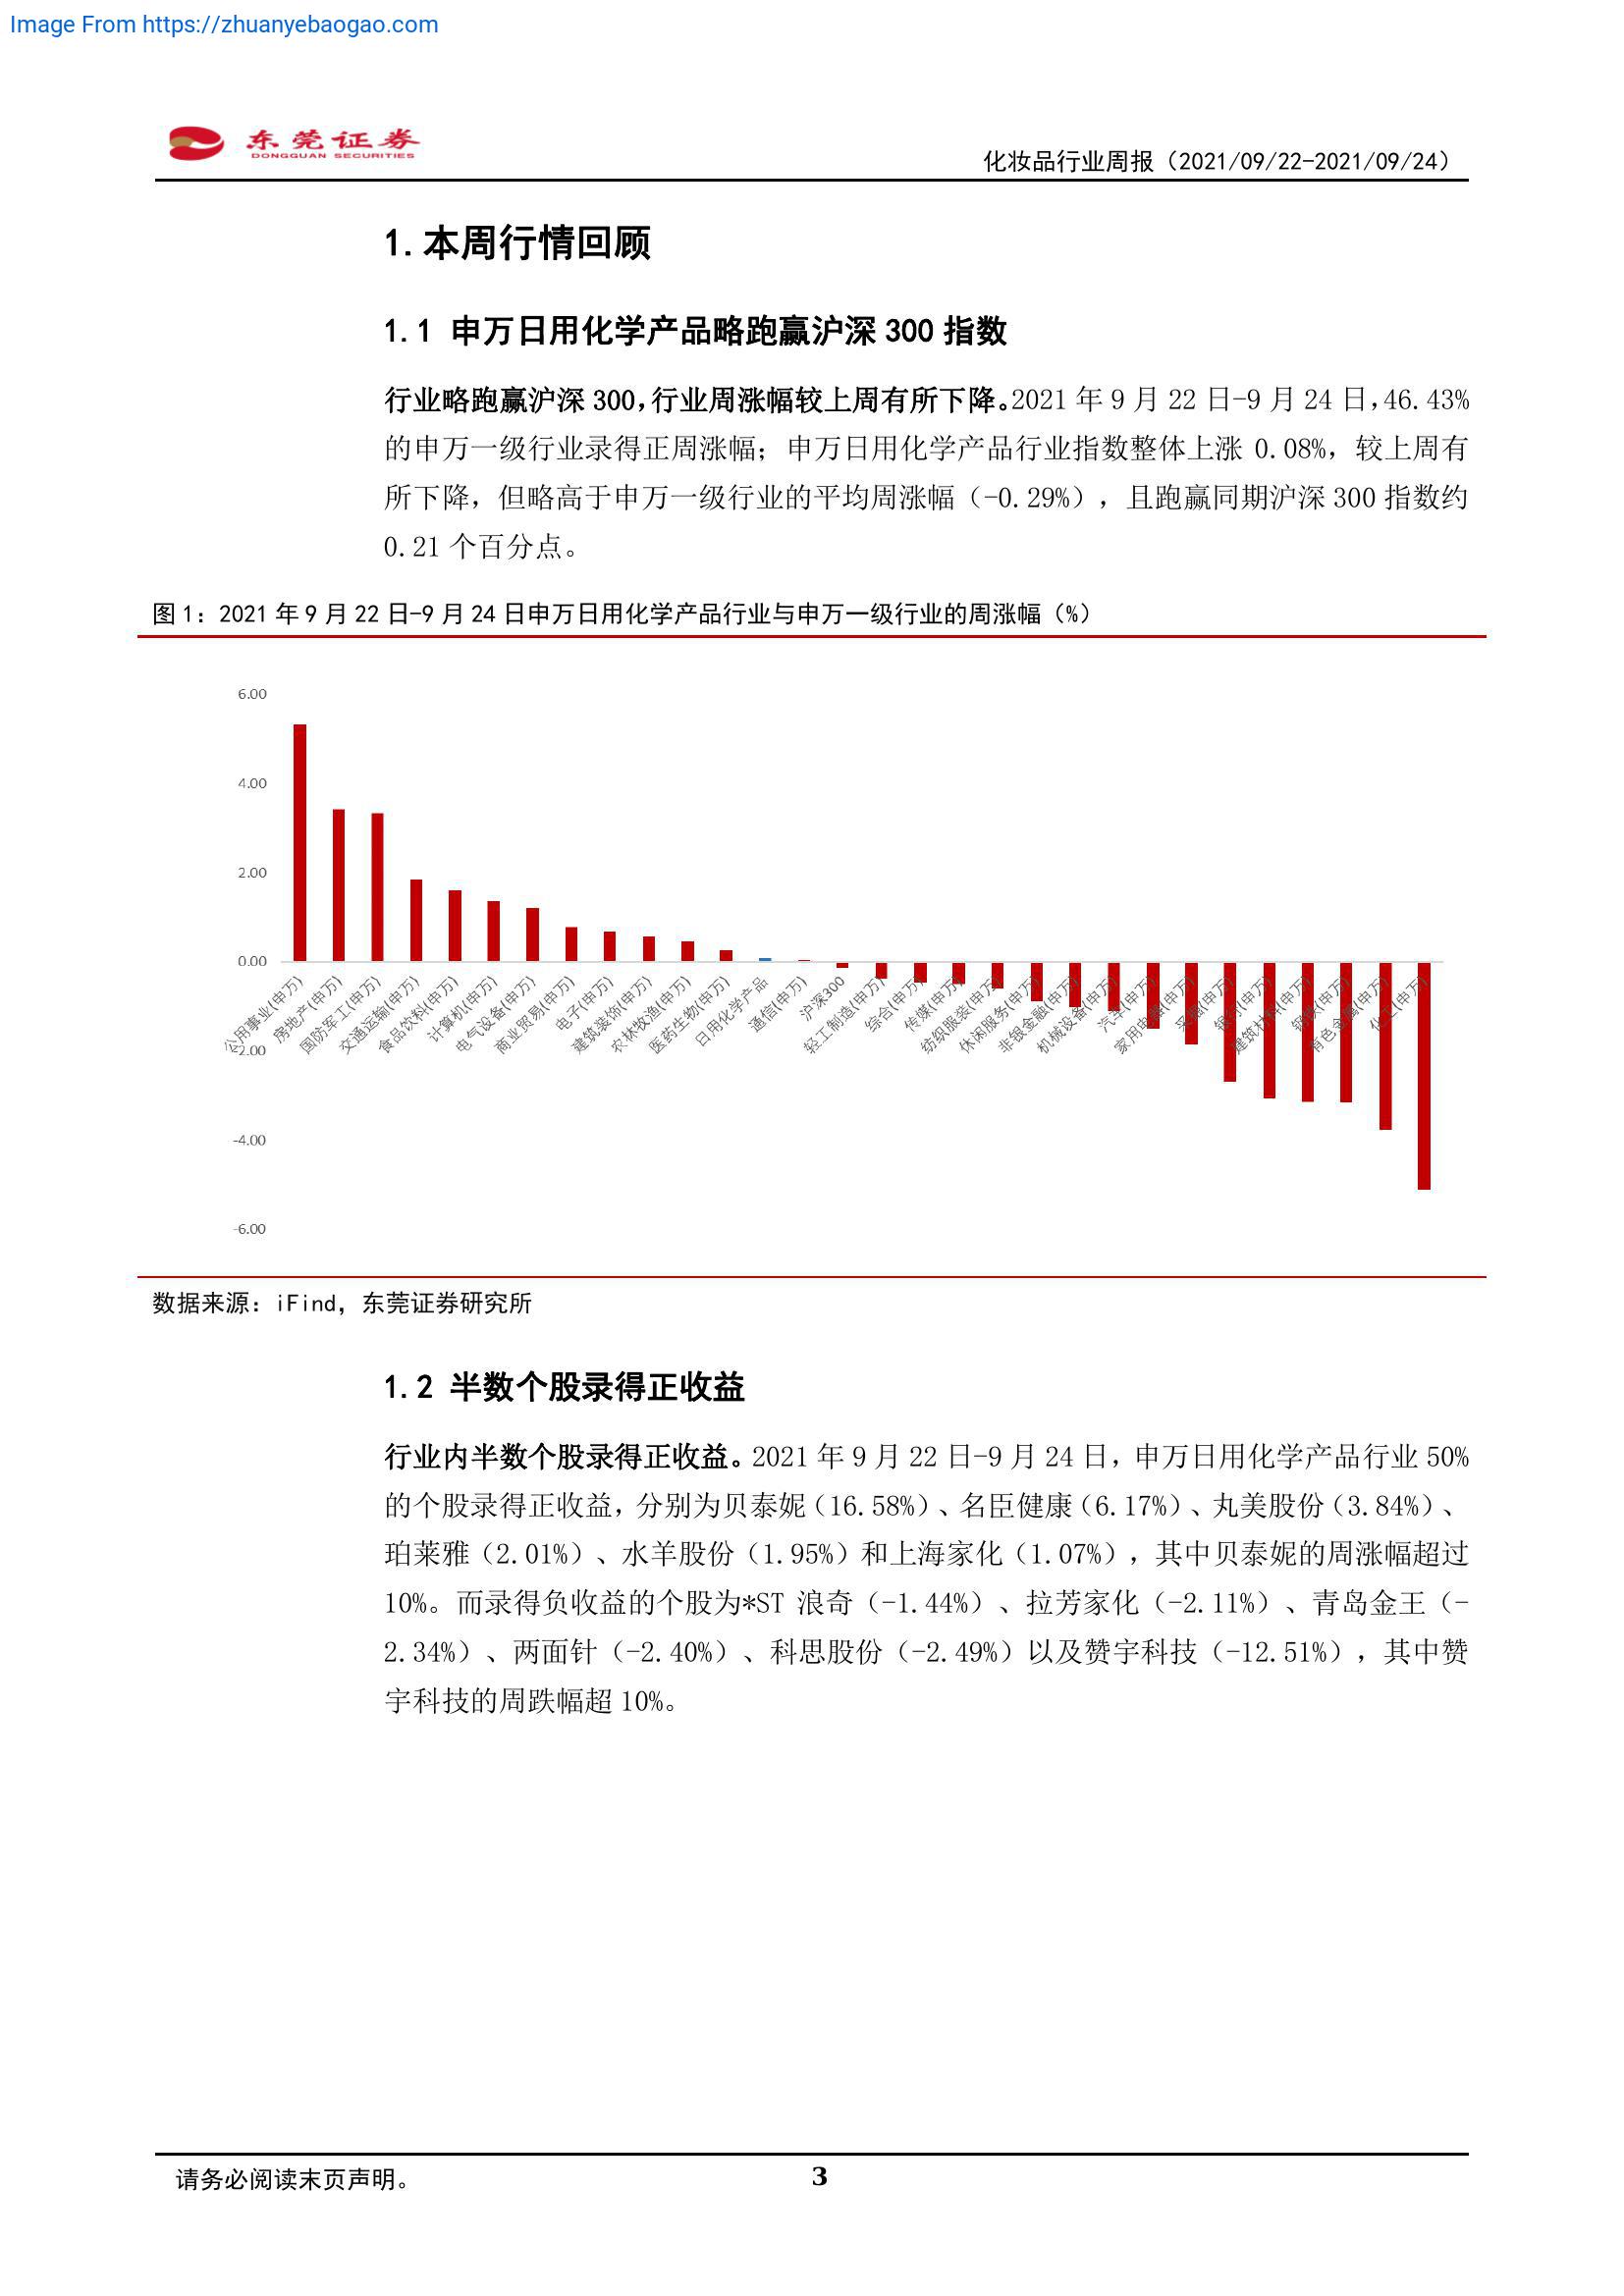 Image From https://zhuanyebaogao.com
东莞证券
DONGGUAN SECURITIES
化妆品行业周报（2021/09/22-2021/09/24）
1.本周行情回顾
1.1 申万日用化学产品略跑赢沪深 300 指数
行业略跑赢沪深 300，行业周涨幅较上周有所下降。2021 年 9 月 22 日-9 月 24 日，46.43%
的申万一级行业录得正周涨幅；申万日用化学产品行业指数整体上涨 0.08%，较上周有
所下降，但略高于申万一级行业的平均周涨幅（-0.29%），且跑赢同期沪深 300 指数约
0.21 个百分点。
图 1：2021 年 9 月 22 日-9 月 24 日申万日用化学产品行业与申万一级行业的周涨幅（%）
6.00
4.00
2.00
0.00
-2.00
-4.00
-6.00
公用事业(申万)
房地产(申万)
国防军工(申万)
交通运输(申万)
食品饮料(申万)
计算机(申万)
电气设备(申万)
商业贸易(申万)
电子(申万)
建筑装饰(申万)
农林牧渔(申万)
医药生物(申万)
日用化学产品
通信(申万)
沪深300
轻工制造(申万)
综合(申万)
传媒(申万)
纺织服装(申万)
休闲服务(申万)
非银金融(申万)
机械设备(申万)
汽车(申万)
家用电器(申万)
采掘(申万)
银行(申万)
建筑材料(申万)
钢铁(申万)
有色金属(申万)
化工(申万)
数据来源：iFind，东莞证券研究所
1.2 半数个股录得正收益
行业内半数个股录得正收益。2021 年 9 月 22 日-9 月 24 日，申万日用化学产品行业 50%
的个股录得正收益，分别为贝泰妮（16.58%）、名臣健康（6.17%）、丸美股份（3.84%）、
珀莱雅（2.01%）、水羊股份（1.95%）和上海家化（1.07%），其中贝泰妮的周涨幅超过
10%。而录得负收益的个股为*ST 浪奇（-1.44%）、拉芳家化（-2.11%）、青岛金王（-
2.34%）、两面针（-2.40%）、科思股份（-2.49%）以及赞宇科技（-12.51%），其中赞
宇科技的周跌幅超 10%。
请务必阅读末页声明。
3